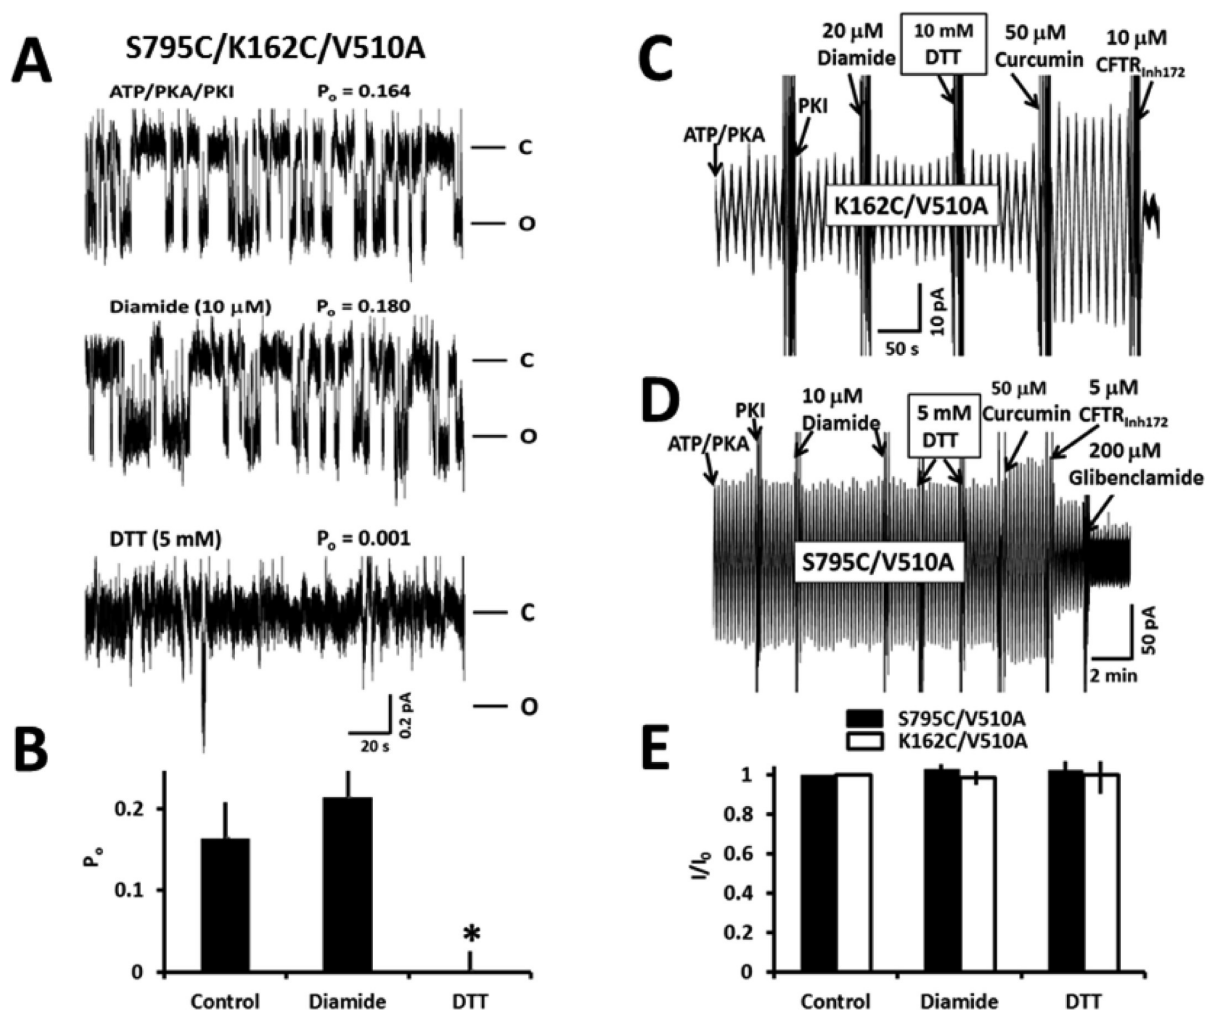 A
S795C/K162C/V510A
ATP/PKA/PKI
Po = 0.164
C
O
Diamide (10 μM)
Po = 0.180
C
O
DTT (5 mM)
Po = 0.001
C
O
0.2 pA
20 s
B
Po
0.2
0.1
0
*
Control
Diamide
DTT
C
ATP/PKA
PKI
20 μM
Diamide
10 mM
DTT
50 μM
Curcumin
10 μM
CFTRInh172
K162C/V510A
50 s
10 pA
D
ATP/PKA
PKI
10 μM
Diamide
5 mM
DTT
50 μM
Curcumin
5 μM
CFTRInh172
200 μM
Glibenclamide
S795C/V510A
50 pA
2 min
E
S795C/V510A
K162C/V510A
I/I0
1
0.8
0.6
0.4
0.2
0
Control
Diamide
DTT